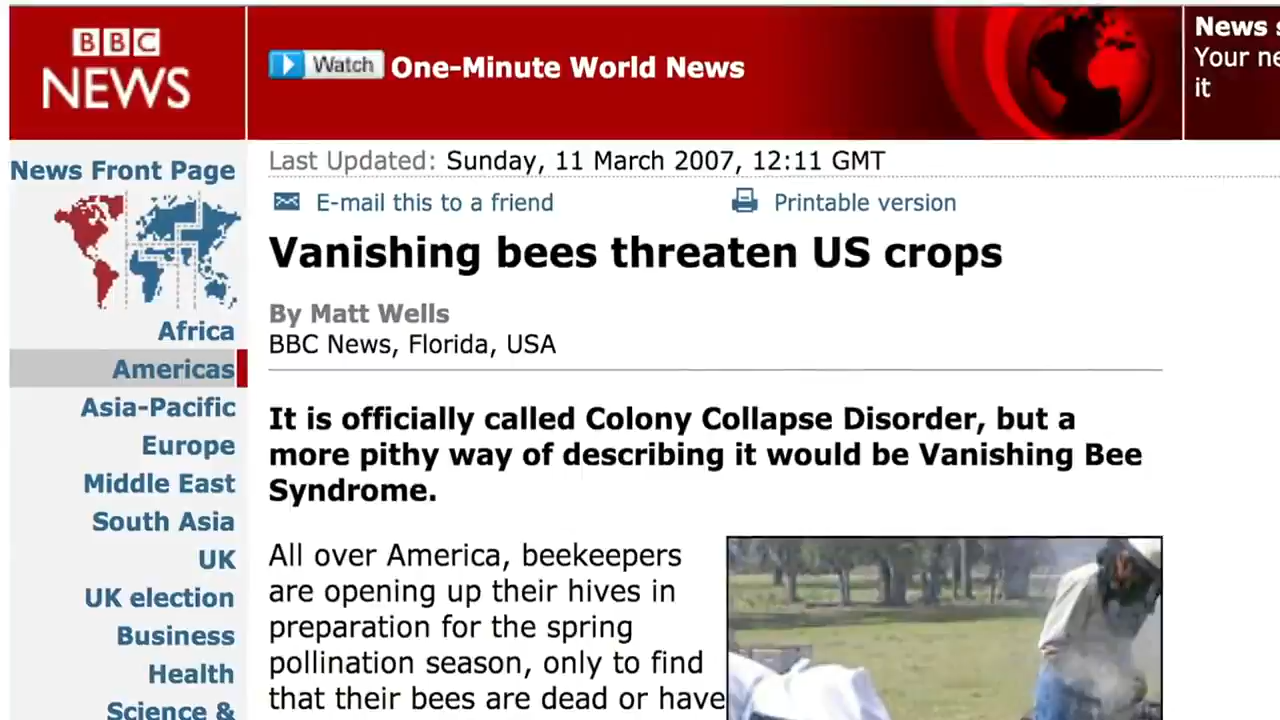 BBC
NEWS
Watch One-Minute World News
News
Your
it
News Front Page
Africa
Americas
Asia-Pacific
Europe
Middle East
South Asia
UK
UK election
Business
Health
Science &
Last Updated: Sunday, 11 March 2007, 12:11 GMT
E-mail this to a friend
Printable version
Vanishing bees threaten US crops
By Matt Wells
BBC News, Florida, USA
It is officially called Colony Collapse Disorder, but a
more pithy way of describing it would be Vanishing Bee
Syndrome.
All over America, beekeepers
are opening up their hives in
preparation for the spring
pollination season, only to find
that their bees are dead or have